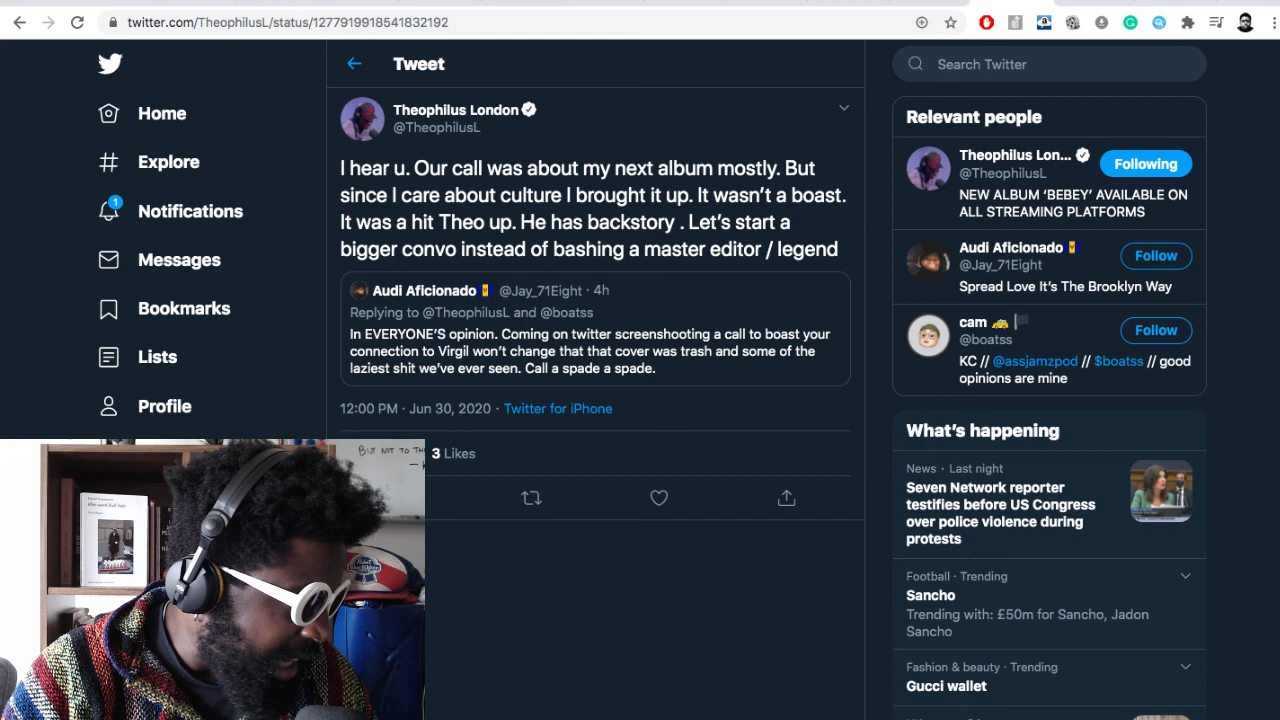 twitter.com/TheophilusL/status/1277919918541832192
Tweet
Search Twitter
Home
Explore
1
Notifications
Messages
Bookmarks
Lists
Profile
Theophilus London
@TheophilusL
I hear u. Our call was about my next album mostly. But
since I care about culture I brought it up. It wasn't a boast.
It was a hit Theo up. He has backstory . Let's start a
bigger convo instead of bashing a master editor / legend
Audi Aficionado @Jay_71Eight · 4h
Replying to @TheophilusL and @boatss
In EVERYONE'S opinion. Coming on twitter screenshooting a call to boast your
connection to Virgil won't change that that cover was trash and some of the
laziest shit we've ever seen. Call a spade a spade.
12:00 PM · Jun 30, 2020 · Twitter for iPhone
3 Likes
Relevant people
Theophilus Lon...
@TheophilusL
Following
NEW ALBUM 'BEBEY' AVAILABLE ON
ALL STREAMING PLATFORMS
Audi Aficionado
@Jay_71Eight
Follow
Spread Love It's The Brooklyn Way
cam
@boatss
Follow
KC // @assjamzpod // $boatss // good
opinions are mine
What's happening
News · Last night
Seven Network reporter
testifies before US Congress
over police violence during
protests
Football · Trending
Sancho
Trending with: £50m for Sancho, Jadon
Sancho
Fashion & beauty · Trending
Gucci wallet
BUT NOT TO TH
Pabst
Blue Ribbon